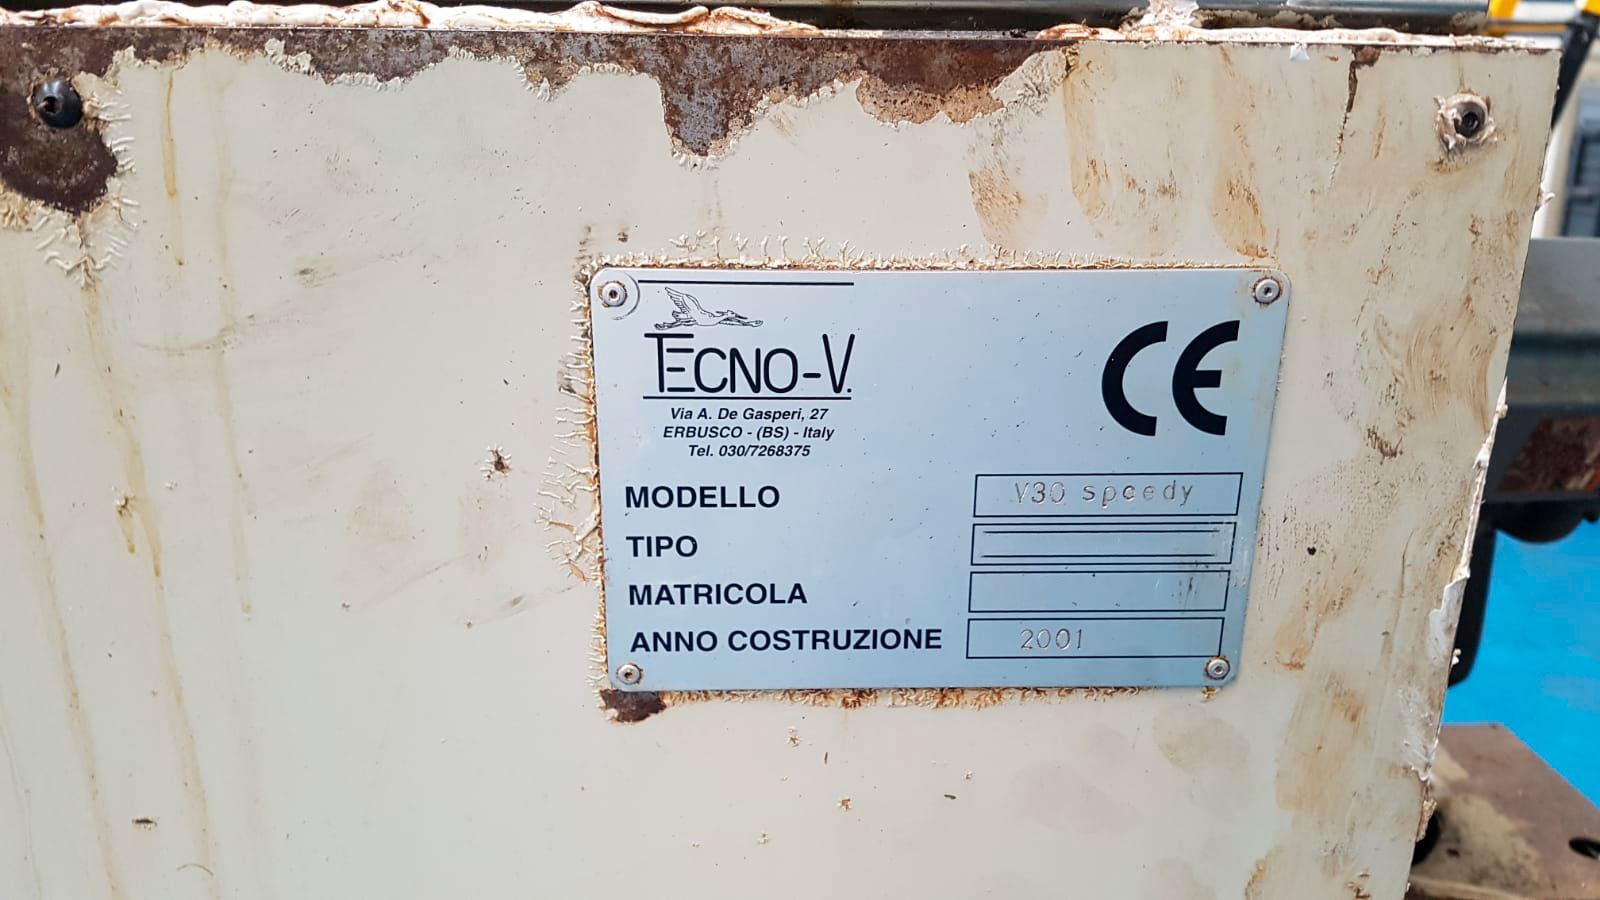 TECNO-V.
Via A. De Gasperi, 27
ERBUSCO - (BS) - Italy
Tel. 030/7268375
CE
MODELLO V30 speedy
TIPO
MATRICOLA
ANNO COSTRUZIONE 2001